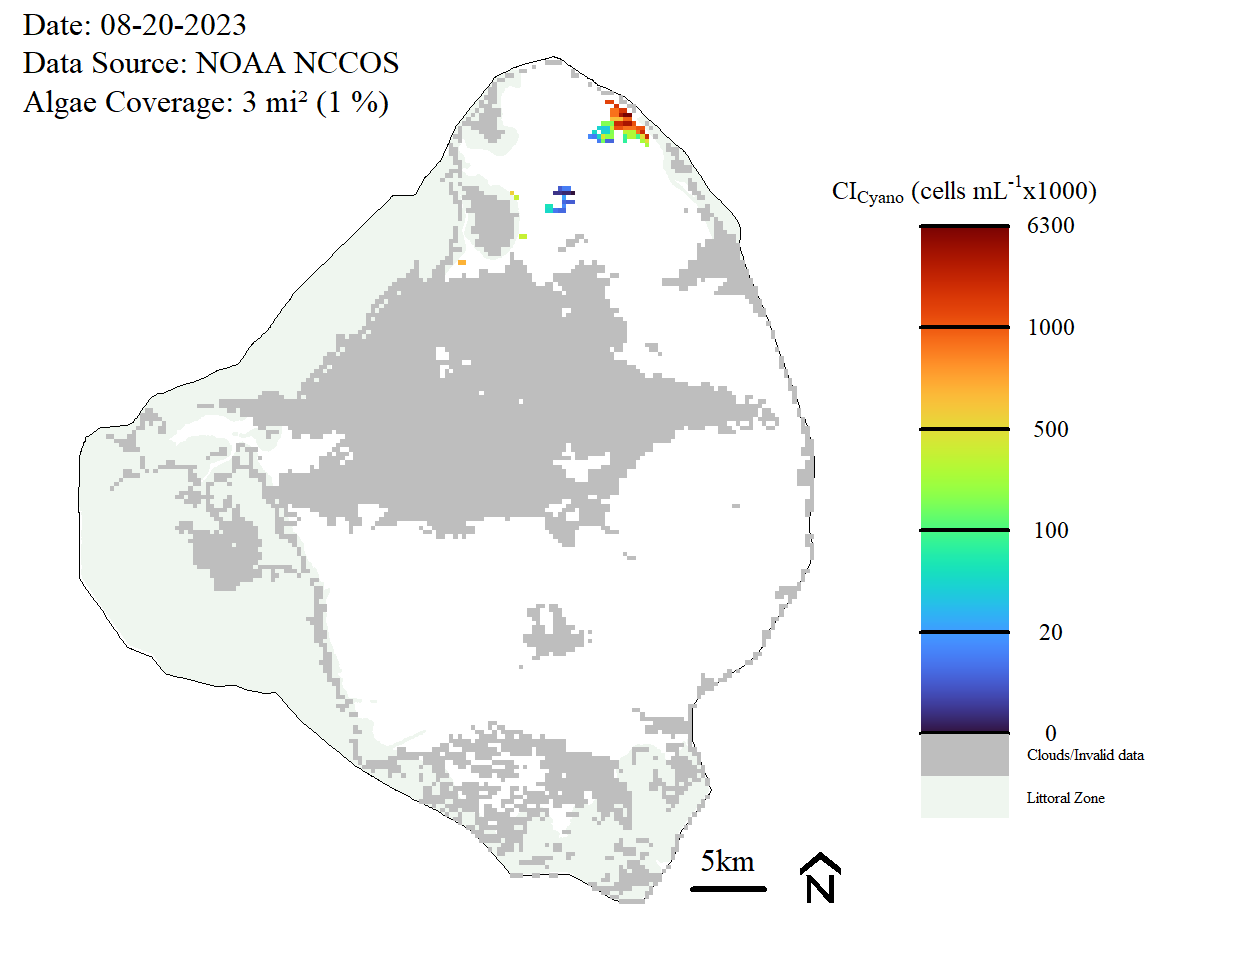 Date: 08-20-2023
Data Source: NOAA NCCOS
Algae Coverage: 3 mi² (1 %)
CICyano (cells mL-1x1000)
6300
1000
500
100
20
0
Clouds/Invalid data
Littoral Zone
5km
N